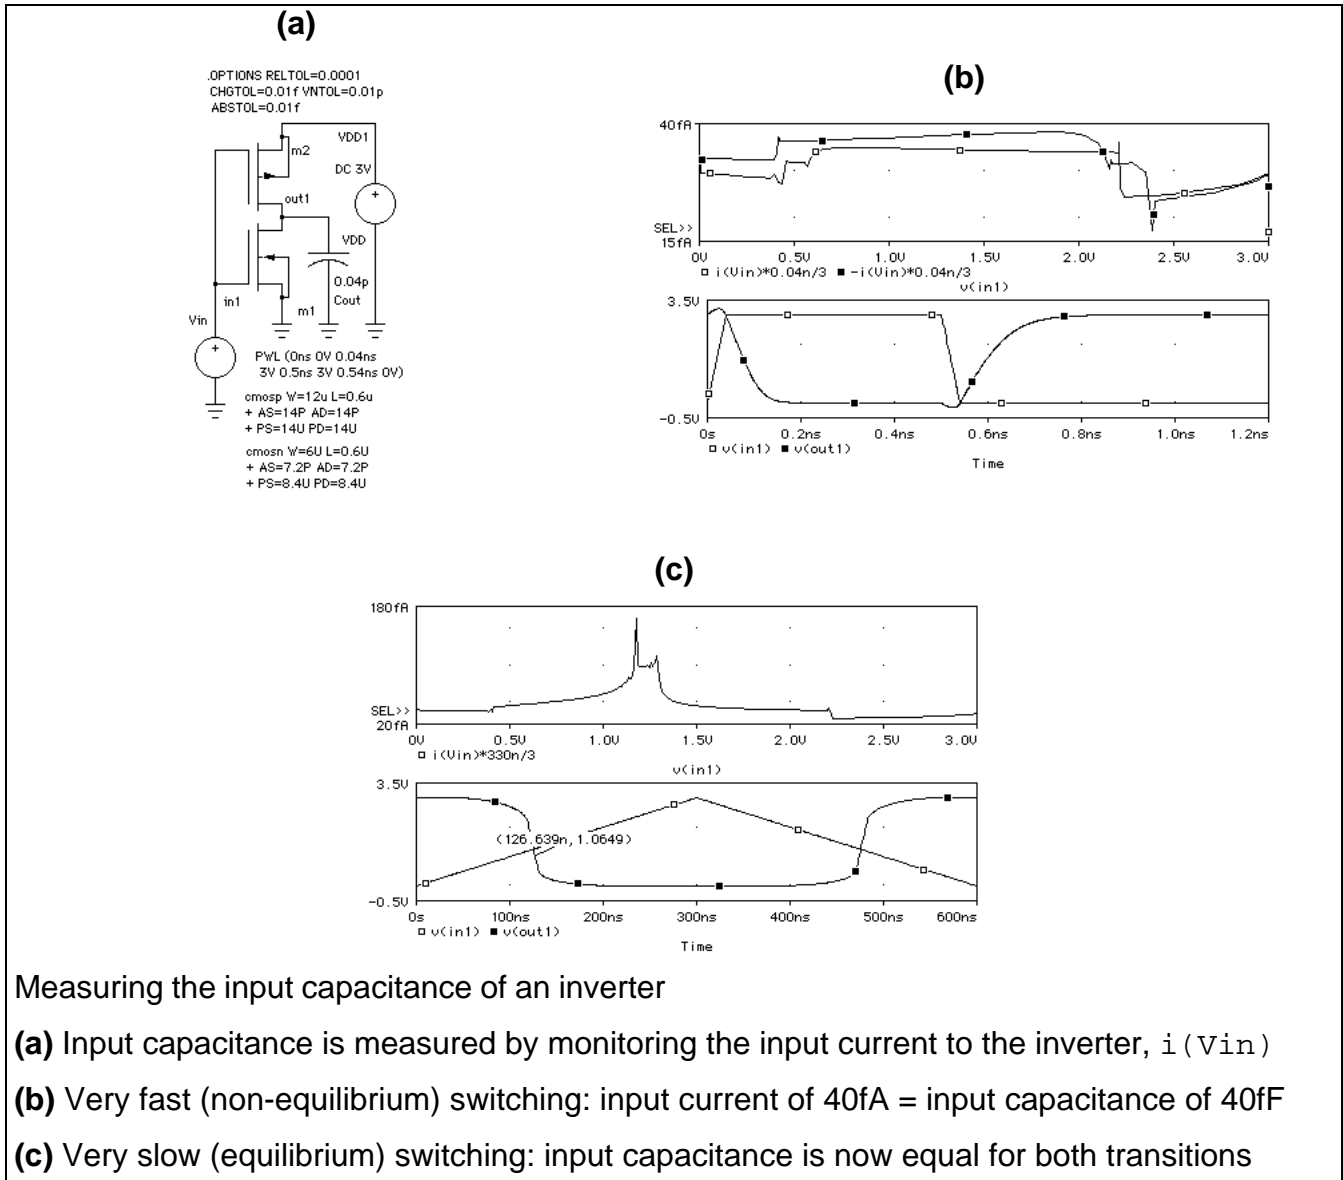 (a)
.OPTIONS RELTOL=0.0001
CHGTOL=0.01f VNTOL=0.01p
ABSTOL=0.01f
VDD1
m2
DC 3V
+
out1
VDD
0.04p
Cout
in1
m1
Vin
+
PWL (0ns 0V 0.04ns
3V 0.5ns 3V 0.54ns 0V)
cmosp W=12u L=0.6u
+ AS=14P AD=14P
+ PS=14U PD=14U
cmosn W=6U L=0.6U
+ AS=7.2P AD=7.2P
+ PS=8.4U PD=8.4U
(b)
40fA
SEL>>
15fA
0V 0.5V 1.0V 1.5V 2.0V 2.5V 3.0V
i(Vin)*0.04n/3 -i(Vin)*0.04n/3
v(in1)
3.5V
-0.5V
0s 0.2ns 0.4ns 0.6ns 0.8ns 1.0ns 1.2ns
v(in1) v(out1)
Time
(c)
180fA
SEL>>
20fA
0V 0.5V 1.0V 1.5V 2.0V 2.5V 3.0V
i(Vin)*330n/3
v(in1)
3.5V
(126.639n,1.0649)
-0.5V
0s 100ns 200ns 300ns 400ns 500ns 600ns
v(in1) v(out1)
Time
Measuring the input capacitance of an inverter
(a) Input capacitance is measured by monitoring the input current to the inverter, i(Vin)
(b) Very fast (non-equilibrium) switching: input current of 40fA = input capacitance of 40fF
(c) Very slow (equilibrium) switching: input capacitance is now equal for both transitions